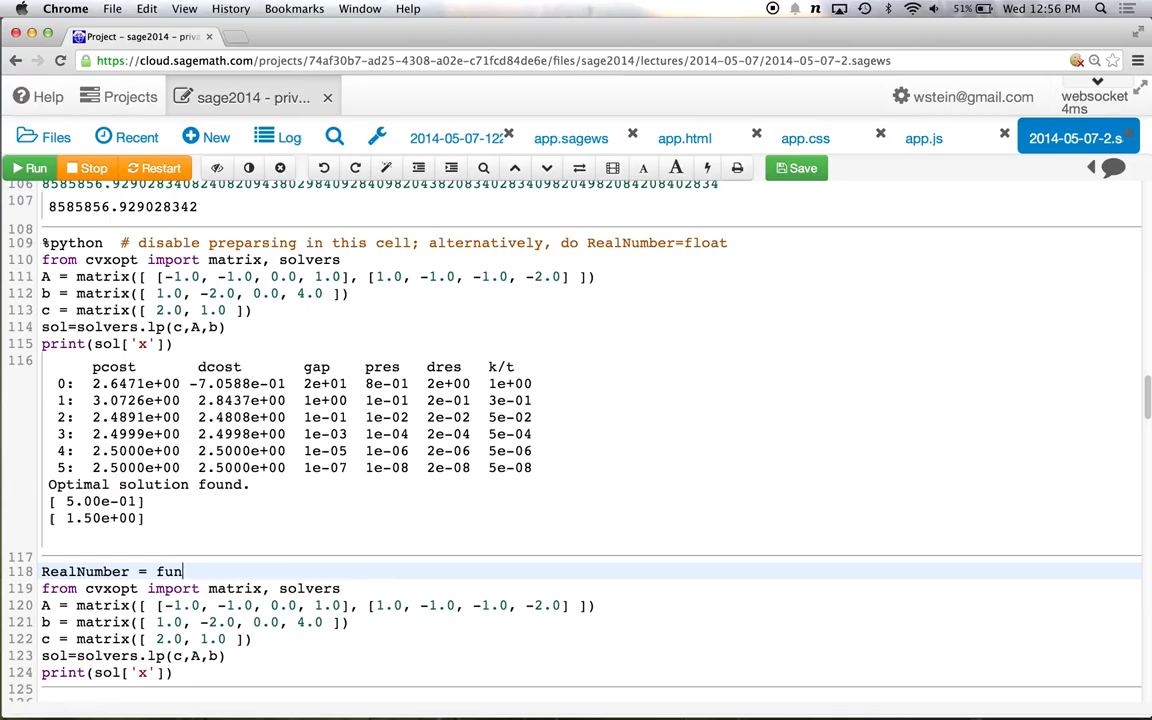 Chrome File Edit View History Bookmarks Window Help 51% Wed 12:56 PM
Project – sage2014 – priva
https://cloud.sagemath.com/projects/74af30b7-ad25-4308-a02e-c71fcd84de6e/files/sage2014/lectures/2014-05-07/2014-05-07-2.sagews
Help Projects sage2014 – priv... wstein@gmail.com websocket
4ms
Files Recent New Log 2014-05-07-122 app.sagews app.html app.css app.js 2014-05-07-2.s
Run Stop Restart A A Save
106 8585856.929028340824082094380298409284098204382083402834098204982084208402834
107
8585856.929028342
108
109 %python # disable preparsing in this cell; alternatively, do RealNumber=float
110 from cvxopt import matrix, solvers
111 A = matrix([ [-1.0, -1.0, 0.0, 1.0], [1.0, -1.0, -1.0, -2.0] ])
112 b = matrix([ 1.0, -2.0, 0.0, 4.0 ])
113 c = matrix([ 2.0, 1.0 ])
114 sol=solvers.lp(c,A,b)
115 print(sol['x'])
116
pcost dcost gap pres dres k/t
0: 2.6471e+00 -7.0588e-01 2e+01 8e-01 2e+00 1e+00
1: 3.0726e+00 2.8437e+00 1e+00 1e-01 2e-01 3e-01
2: 2.4891e+00 2.4808e+00 1e-01 1e-02 2e-02 5e-02
3: 2.4999e+00 2.4998e+00 1e-03 1e-04 2e-04 5e-04
4: 2.5000e+00 2.5000e+00 1e-05 1e-06 2e-06 5e-06
5: 2.5000e+00 2.5000e+00 1e-07 1e-08 2e-08 5e-08
Optimal solution found.
[ 5.00e-01]
[ 1.50e+00]
117
118 RealNumber = fun
119 from cvxopt import matrix, solvers
120 A = matrix([ [-1.0, -1.0, 0.0, 1.0], [1.0, -1.0, -1.0, -2.0] ])
121 b = matrix([ 1.0, -2.0, 0.0, 4.0 ])
122 c = matrix([ 2.0, 1.0 ])
123 sol=solvers.lp(c,A,b)
124 print(sol['x'])
125